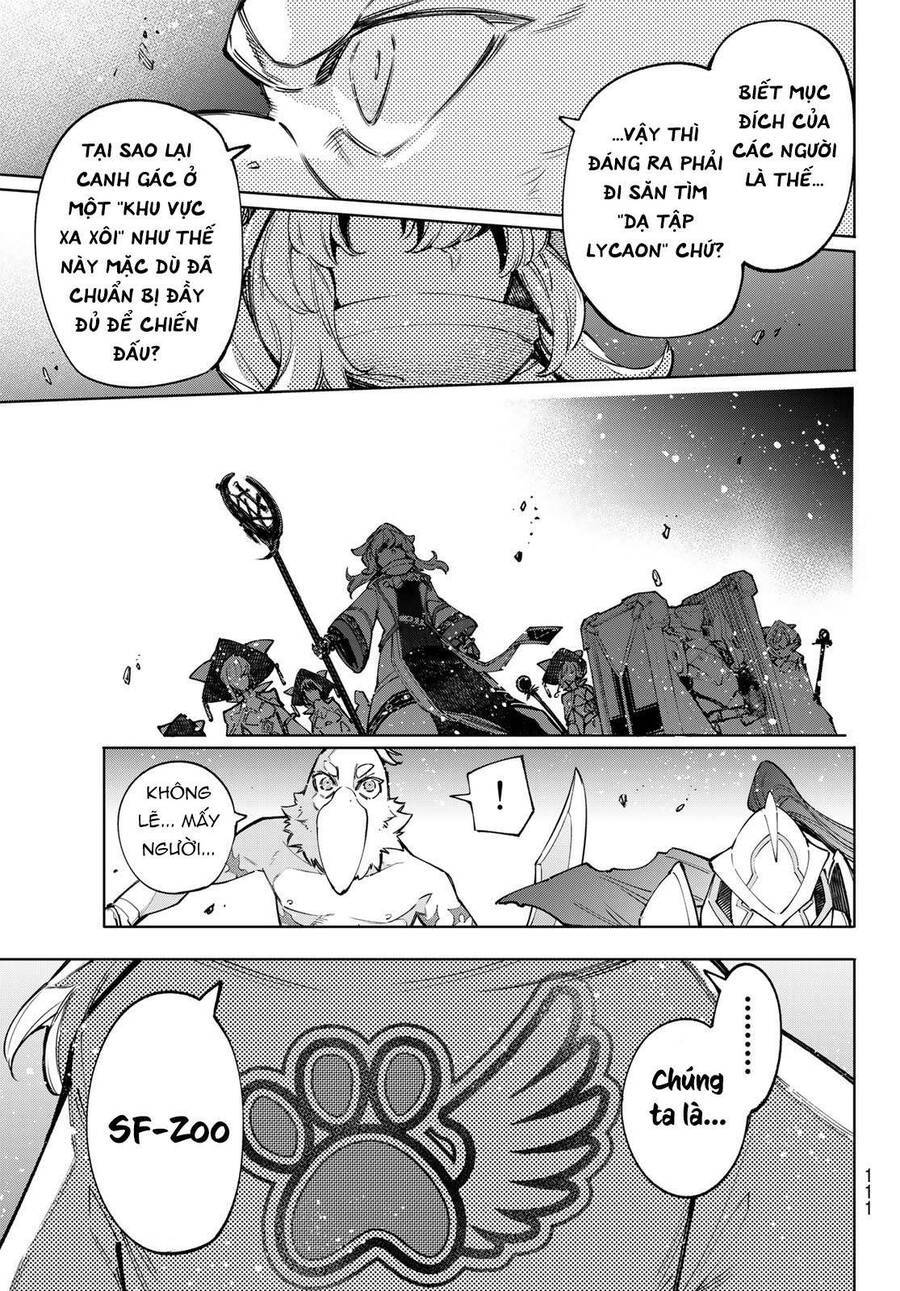 BIẾT MỤC
ĐÍCH CỦA
CÁC NGƯỜI
LÀ THẾ...
...VẬY THÌ
ĐÁNG RA PHẢI
ĐI SĂN TÌM
"DẠ TẬP
LYCAON" CHỨ?
TẠI SAO LẠI
CANH GÁC Ở
MỘT "KHU VỰC
XA XÔI" NHƯ THẾ
NÀY MẶC DÙ ĐÃ
CHUẨN BỊ ĐẦY
ĐỦ ĐỂ CHIẾN
ĐẤU?
!
KHÔNG
LẼ... MẤY
NGƯỜI...
.........
Chúng
ta là...
SF-ZOO
111